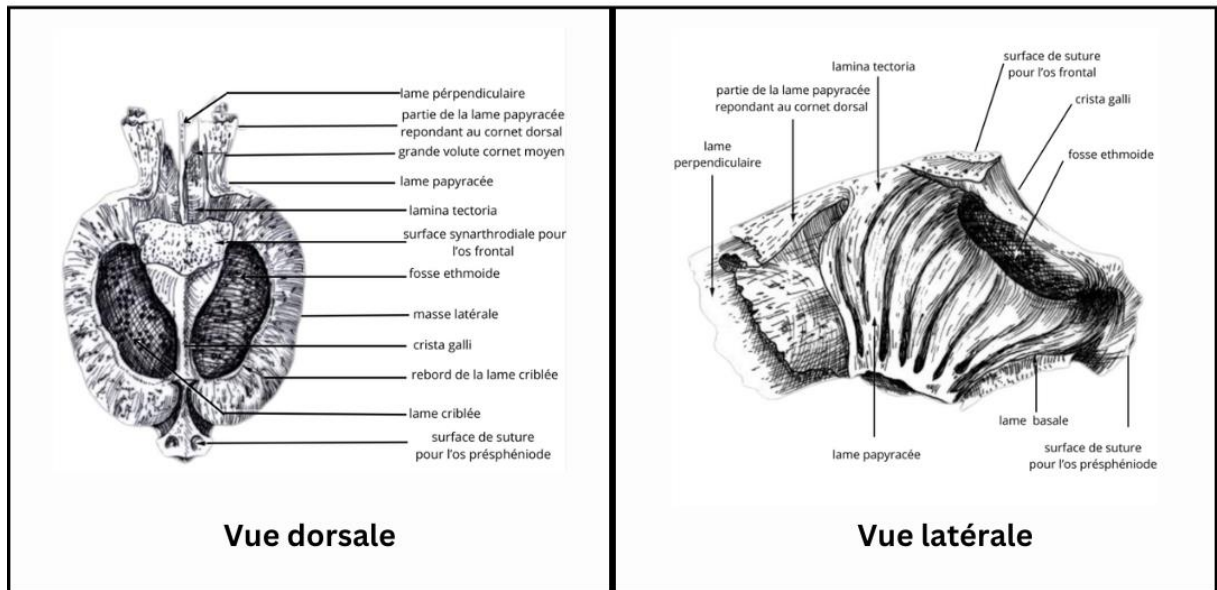 lame pérpendiculaire
partie de la lame papyracée
repondant au cornet dorsal
grande volute cornet moyen
lame papyracée
lamina tectoria
surface synarthrodiale pour
l'os frontal
fosse ethmoide
masse latérale
crista galli
rebord de la lame criblée
lame criblée
surface de suture
pour l'os présphéniode
Vue dorsale
surface de suture
pour l'os frontal
lamina tectoria
partie de la lame papyracée
repondant au cornet dorsal
crista galli
lame
perpendiculaire
fosse ethmoide
lame basale
surface de suture
pour l'os présphéniode
lame papyracée
Vue latérale